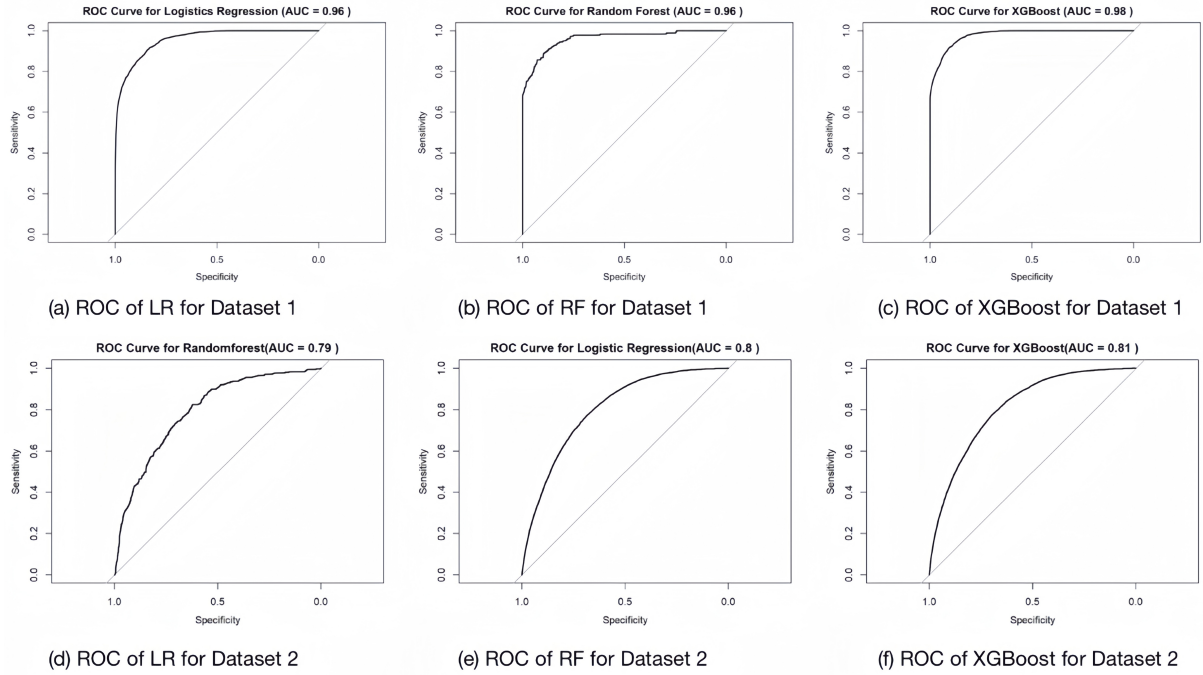 ROC Curve for Logistics Regression (AUC = 0.96 )
1.0
0.8
0.6
0.4
0.2
0.0
Sensitivity
1.0 0.5 0.0
Specificity
(a) ROC of LR for Dataset 1
ROC Curve for Random Forest (AUC = 0.96 )
1.0
0.8
0.6
0.4
0.2
0.0
Sensitivity
1.0 0.5 0.0
Specificity
(b) ROC of RF for Dataset 1
ROC Curve for XGBoost (AUC = 0.98 )
1.0
0.8
0.6
0.4
0.2
0.0
Sensitivity
1.0 0.5 0.0
Specificity
(c) ROC of XGBoost for Dataset 1
ROC Curve for Randomforest(AUC = 0.79 )
1.0
0.8
0.6
0.4
0.2
0.0
Sensitivity
1.0 0.5 0.0
Specificity
(d) ROC of LR for Dataset 2
ROC Curve for Logistic Regression(AUC = 0.8 )
1.0
0.8
0.6
0.4
0.2
0.0
Sensitivity
1.0 0.5 0.0
Specificity
(e) ROC of RF for Dataset 2
ROC Curve for XGBoost(AUC = 0.81 )
1.0
0.8
0.6
0.4
0.2
0.0
Sensitivity
1.0 0.5 0.0
Specificity
(f) ROC of XGBoost for Dataset 2